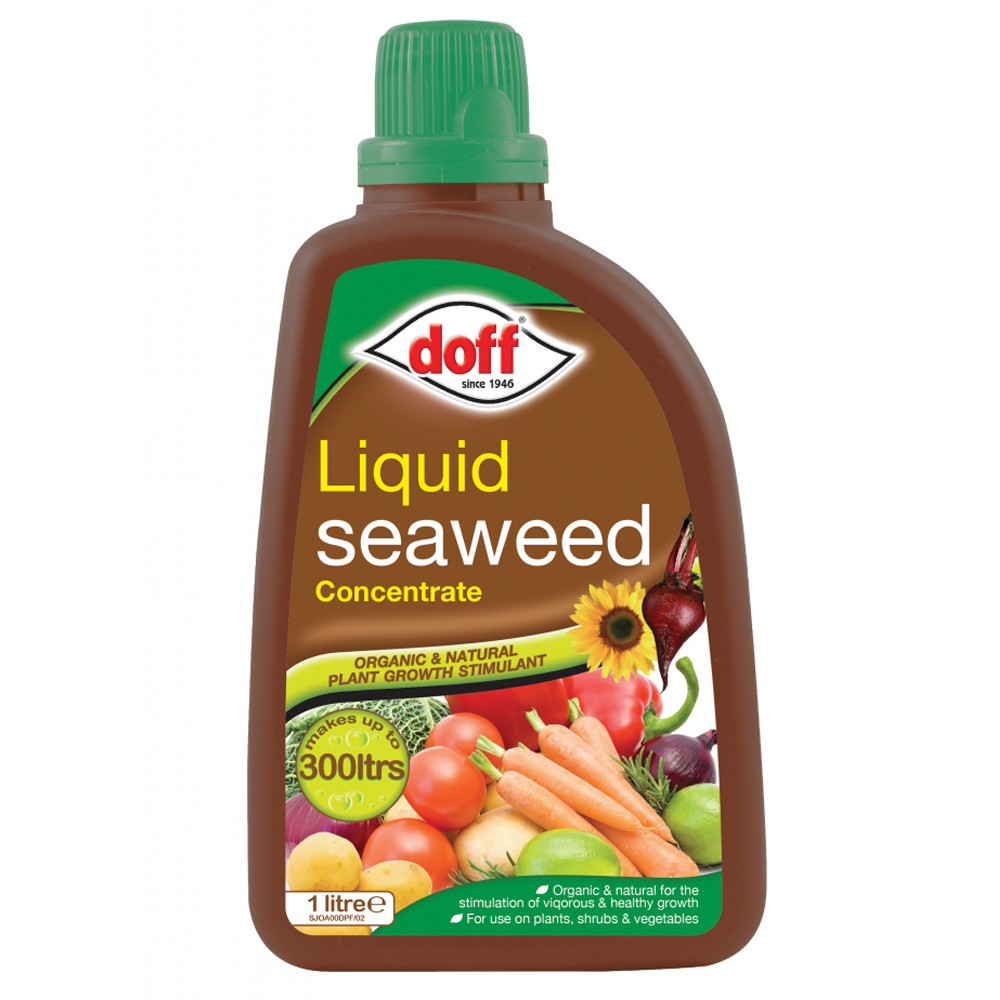 doff®
since 1946
Liquid
seaweed
Concentrate
ORGANIC & NATURAL
PLANT GROWTH STIMULANT
makes up to
300ltrs
Organic & natural for the
stimulation of vigorous & healthy growth
For use on plants, shrubs & vegetables
1 litre e
SJOA00DPF/02